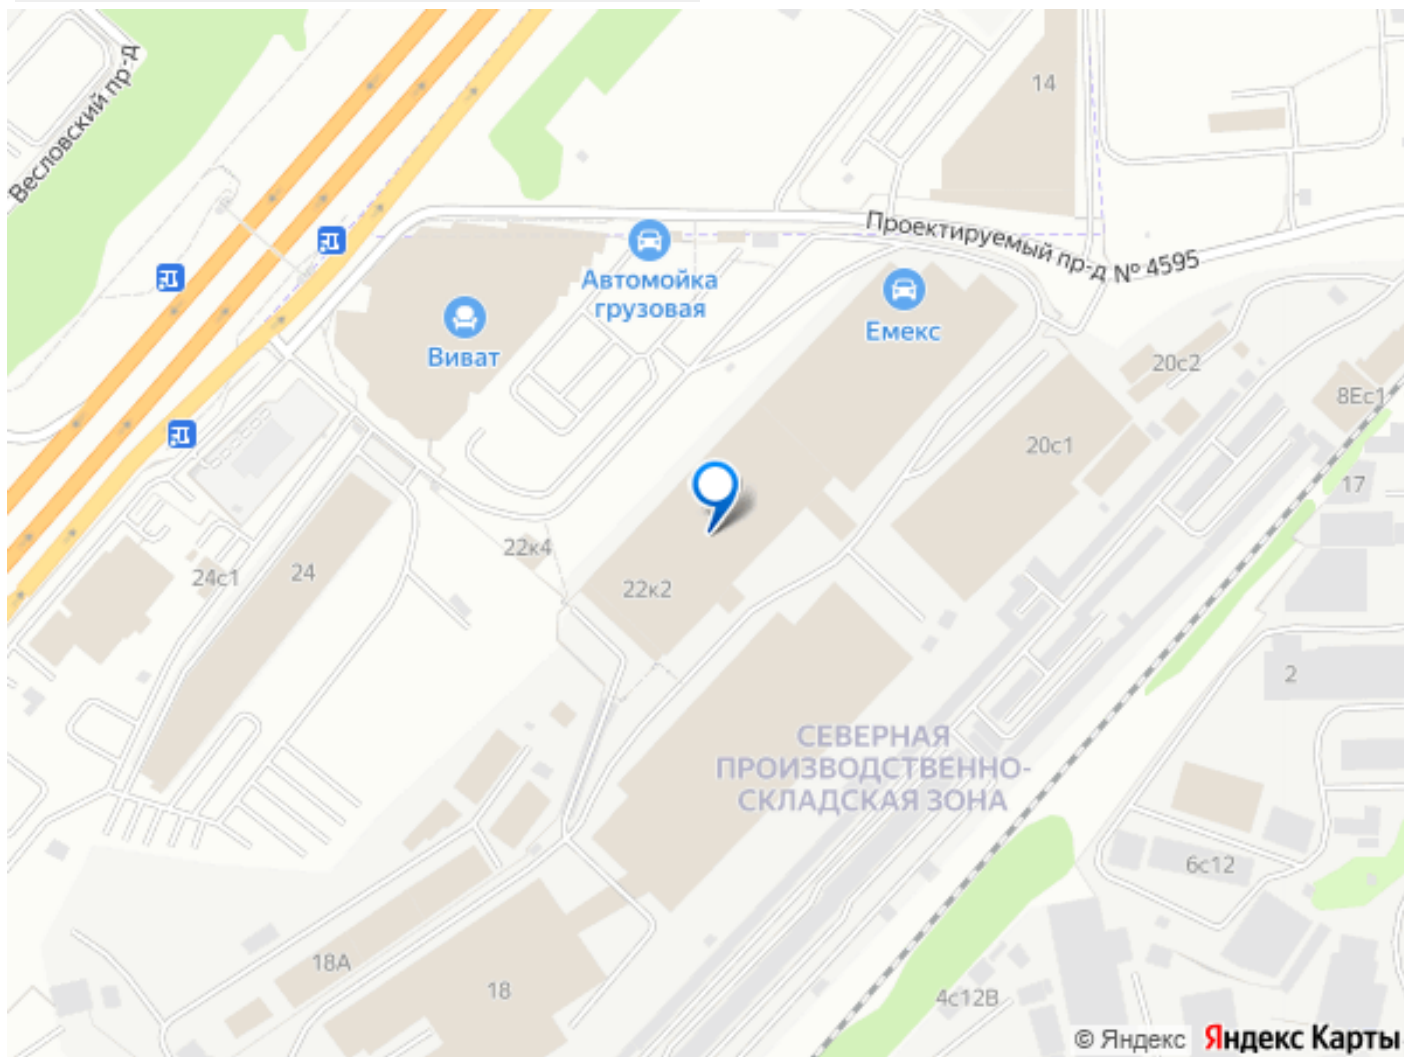 14
Весловский пр-д
Проектируемый пр-д № 4595
Автомойка
грузовая
Емекс
Виват
20с2
8Ес1
20с1
17
22к4
24с1
24
22к2
2
СЕВЕРНАЯ
ПРОИЗВОДСТВЕННО-
СКЛАДСКАЯ ЗОНА
6с12
18А
18
4с12В
© Яндекс Яндекс Карты